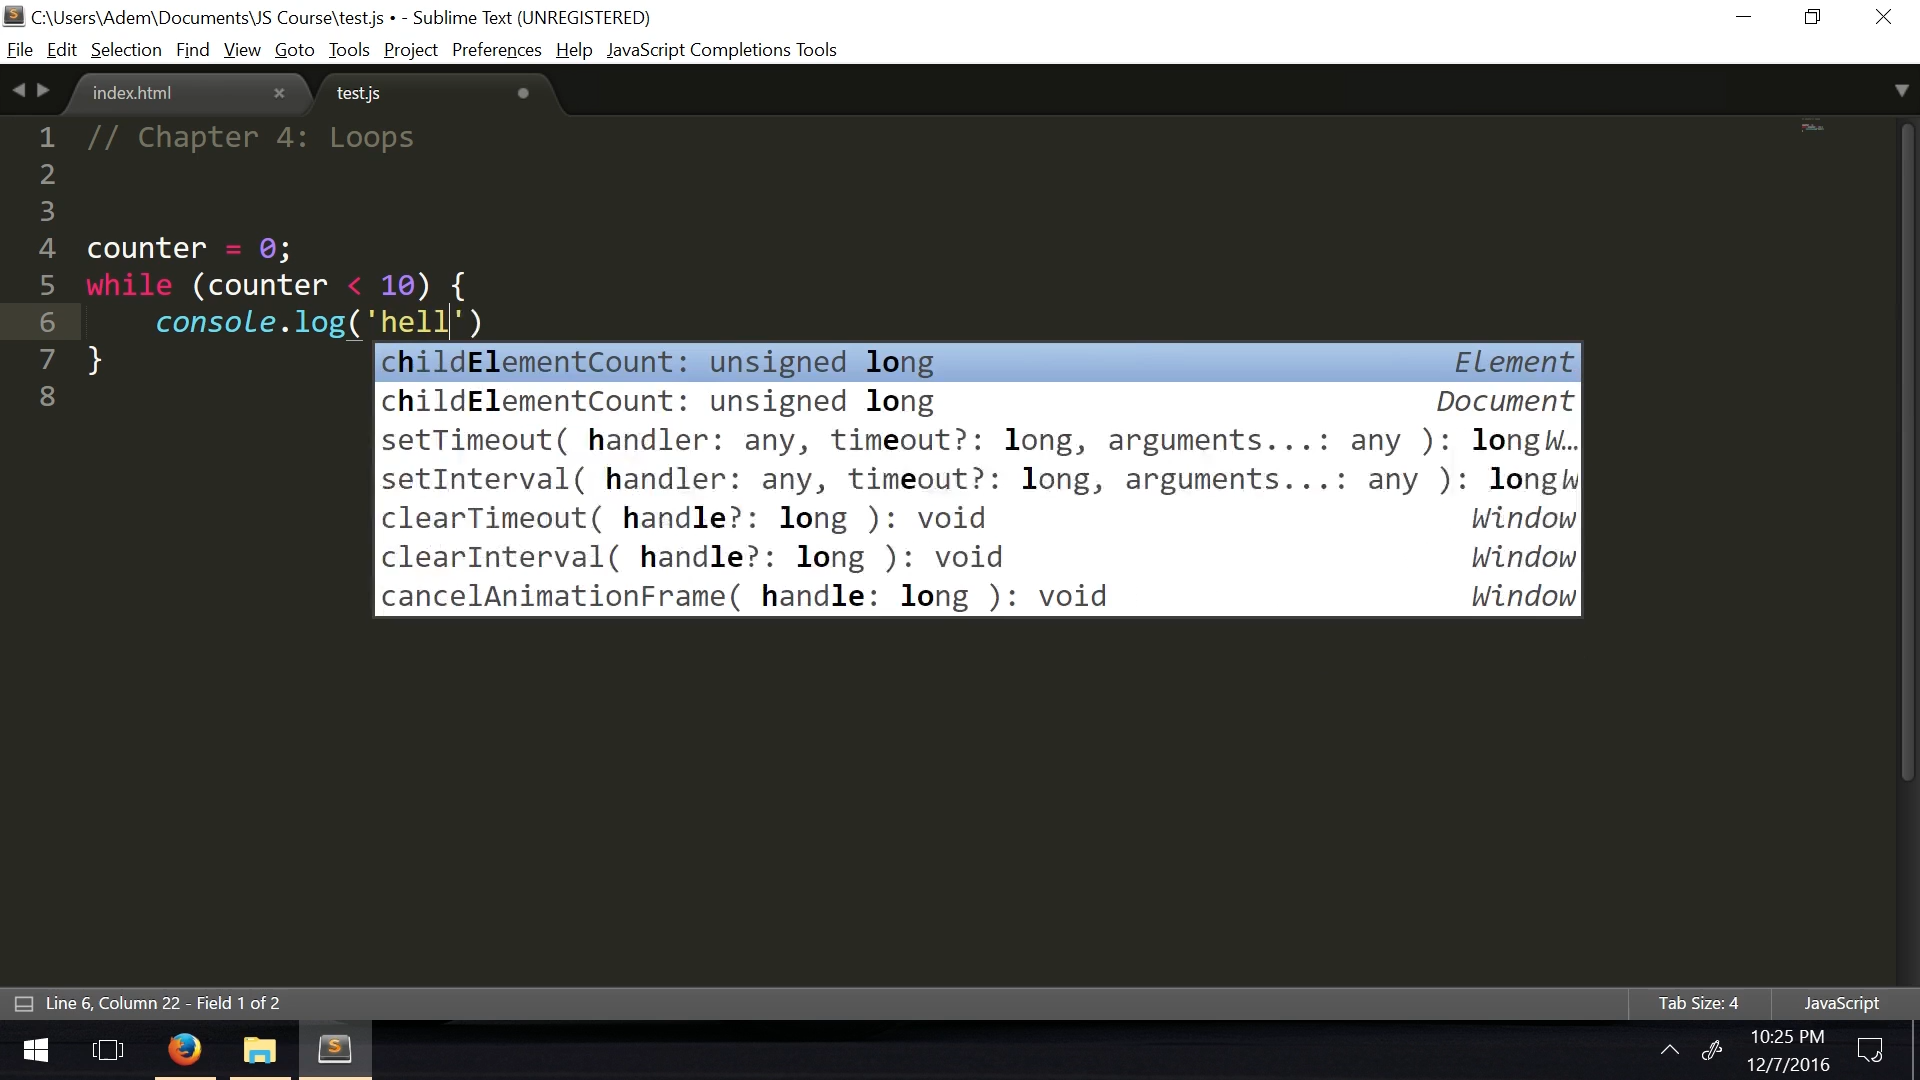 C:\Users\Adem\Documents\JS Course\test.js • - Sublime Text (UNREGISTERED)
File Edit Selection Find View Goto Tools Project Preferences Help JavaScript Completions Tools
index.html test.js
1 // Chapter 4: Loops
2
3
4 counter = 0;
5 while (counter < 10) {
6 console.log('hell')
7 }
8
childElementCount: unsigned long Element
childElementCount: unsigned long Document
setTimeout( handler: any, timeout?: long, arguments...: any ): long W...
setInterval( handler: any, timeout?: long, arguments...: any ): long W
clearTimeout( handle?: long ): void Window
clearInterval( handle?: long ): void Window
cancelAnimationFrame( handle: long ): void Window
Line 6, Column 22 - Field 1 of 2 Tab Size: 4 JavaScript
10:25 PM
12/7/2016